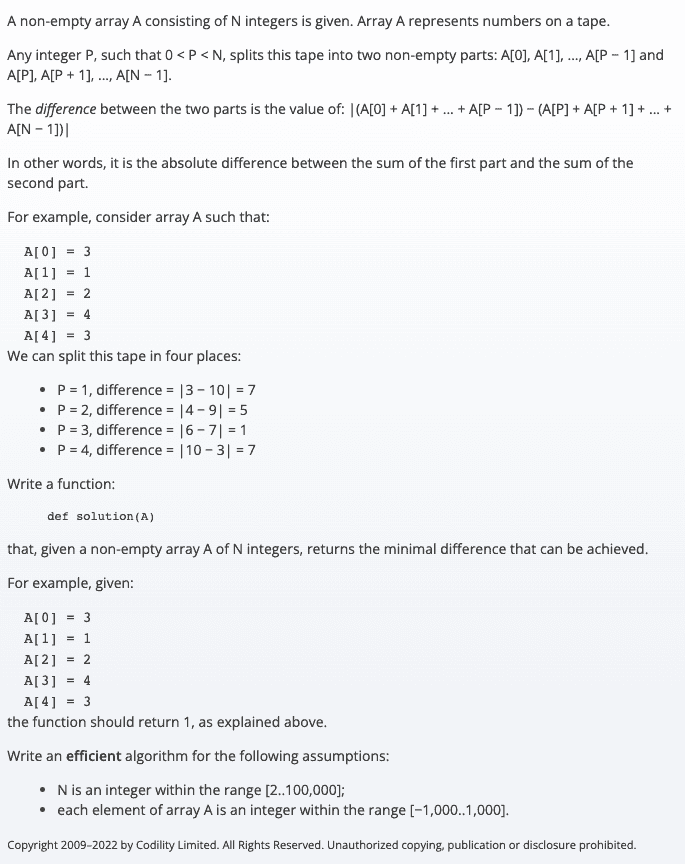 A non-empty array A consisting of N integers is given. Array A represents numbers on a tape.
Any integer P, such that 0 < P < N, splits this tape into two non-empty parts: A[0], A[1], ..., A[P − 1] and
A[P], A[P + 1], ..., A[N − 1].
The difference between the two parts is the value of: |(A[0] + A[1] + ... + A[P − 1]) − (A[P] + A[P + 1] + ... +
A[N − 1])|
In other words, it is the absolute difference between the sum of the first part and the sum of the
second part.
For example, consider array A such that:
A[0] = 3
A[1] = 1
A[2] = 2
A[3] = 4
A[4] = 3
We can split this tape in four places:
• P = 1, difference = |3 − 10| = 7
• P = 2, difference = |4 − 9| = 5
• P = 3, difference = |6 − 7| = 1
• P = 4, difference = |10 − 3| = 7
Write a function:
def solution(A)
that, given a non-empty array A of N integers, returns the minimal difference that can be achieved.
For example, given:
A[0] = 3
A[1] = 1
A[2] = 2
A[3] = 4
A[4] = 3
the function should return 1, as explained above.
Write an efficient algorithm for the following assumptions:
• N is an integer within the range [2..100,000];
• each element of array A is an integer within the range [−1,000..1,000].
Copyright 2009–2022 by Codility Limited. All Rights Reserved. Unauthorized copying, publication or disclosure prohibited.